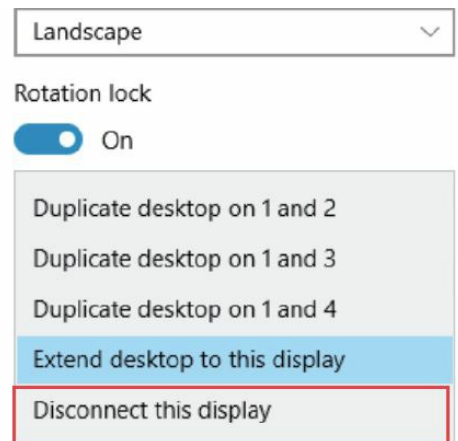 Landscape
Rotation lock
On
Duplicate desktop on 1 and 2
Duplicate desktop on 1 and 3
Duplicate desktop on 1 and 4
Extend desktop to this display
Disconnect this display